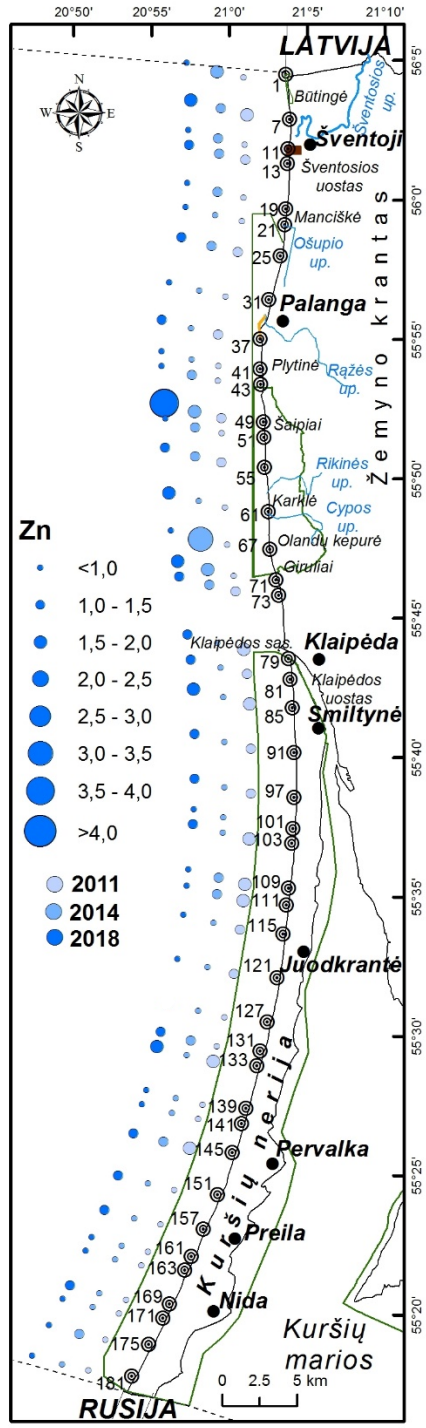 20°50'
20°55'
21°0'
21°5'
21°10'
LATVIJA
56°5'
N
W
E
S
1
Būtingė
Šventosios
up.
7
11
Šventoji
13
Šventosios
uostas
56°0'
19
Manciškė
21
Ošupio
up.
25
Žemyno krantas
31
Palanga
55°55'
37
Rąžės
up.
41
Plytinė
43
49
Šaipiai
51
55°50'
55
Rikinės
up.
61
Karklė
Cypos
up.
67
Olandų kepurė
Giruliai
71
73
55°45'
Zn
<1,0
1,0 - 1,5
1,5 - 2,0
2,0 - 2,5
2,5 - 3,0
3,0 - 3,5
3,5 - 4,0
>4,0
2011
2014
2018
Klaipėdos sąs.
Klaipėda
79
Klaipėdos
uostas
81
85
Smiltynė
91
55°40'
97
101
103
109
55°35'
111
115
Juodkrantė
121
127
55°30'
131
133
Kuršių nerija
139
141
Pervalka
145
55°25'
151
157
Preila
161
163
169
Nida
171
55°20'
175
Kuršių
marios
181
RUSIJA
0 2.5 5 km